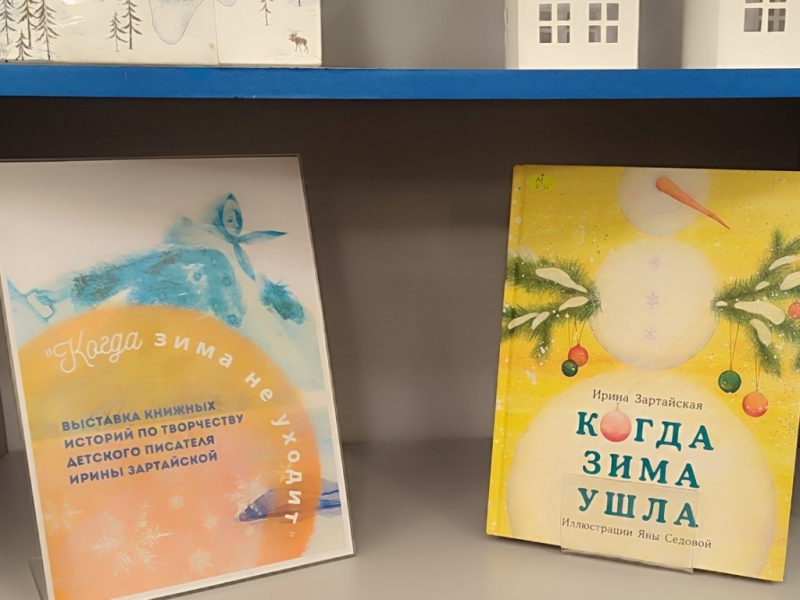 "Когда зима не уходит"
ВЫСТАВКА КНИЖНЫХ
ИСТОРИЙ ПО ТВОРЧЕСТВУ
ДЕТСКОГО ПИСАТЕЛЯ
ИРИНЫ ЗАРТАЙСКОЙ
Ирина Зартайская
КОГДА
ЗИМА
УШЛА
Иллюстрации Яны Седовой